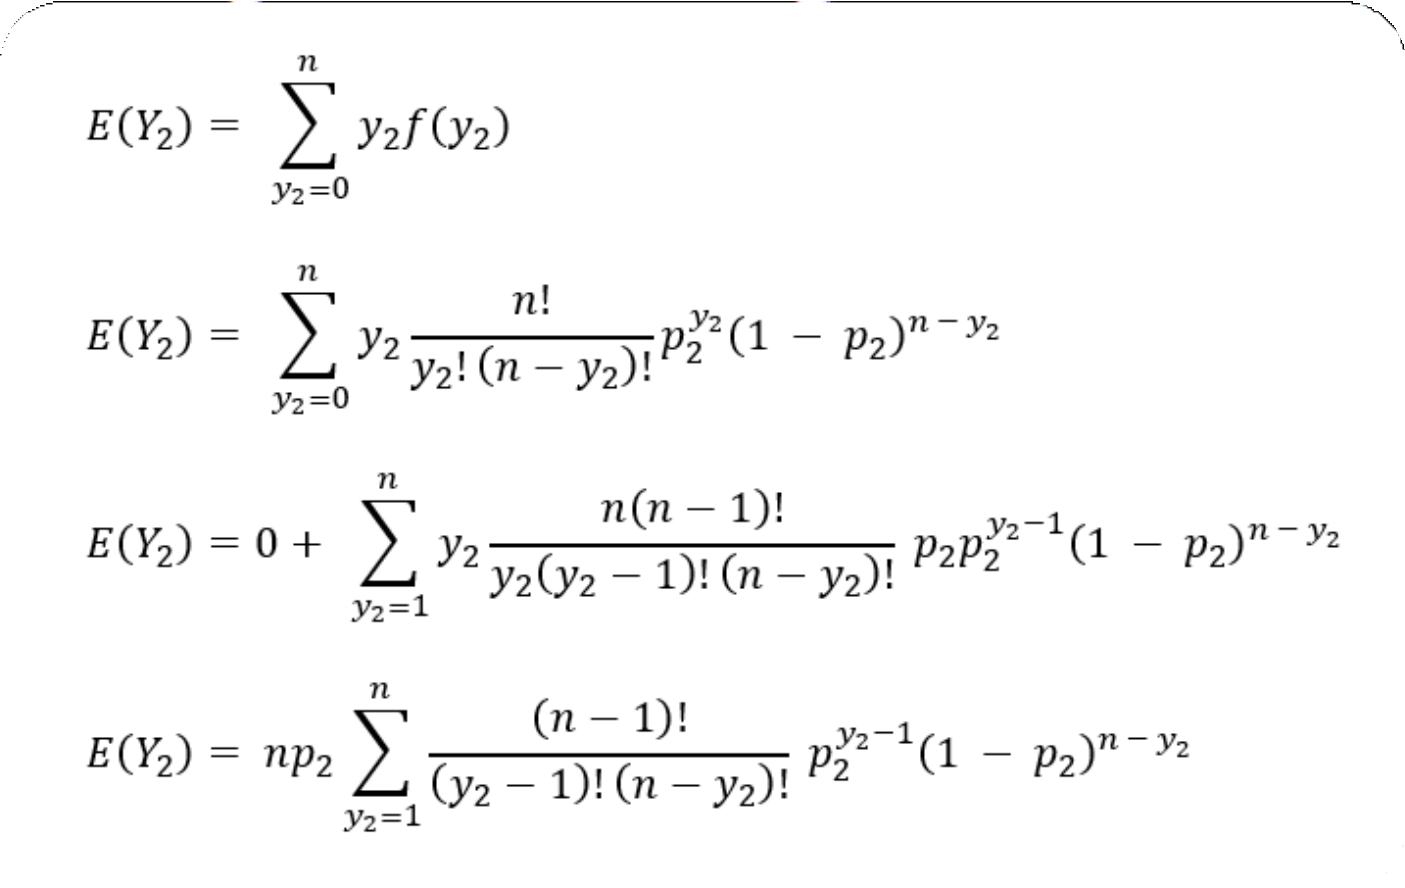 $E(Y_2) = \sum_{y_2=0}^{n} y_2 f(y_2)$
$E(Y_2) = \sum_{y_2=0}^{n} y_2 \frac{n!}{y_2!\,(n - y_2)!} p_2^{y_2} (1 - p_2)^{n - y_2}$
$E(Y_2) = 0 + \sum_{y_2=1}^{n} y_2 \frac{n(n - 1)!}{y_2(y_2 - 1)!\,(n - y_2)!} p_2 p_2^{y_2 - 1} (1 - p_2)^{n - y_2}$
$E(Y_2) = np_2 \sum_{y_2=1}^{n} \frac{(n - 1)!}{(y_2 - 1)!\,(n - y_2)!} p_2^{y_2 - 1} (1 - p_2)^{n - y_2}$